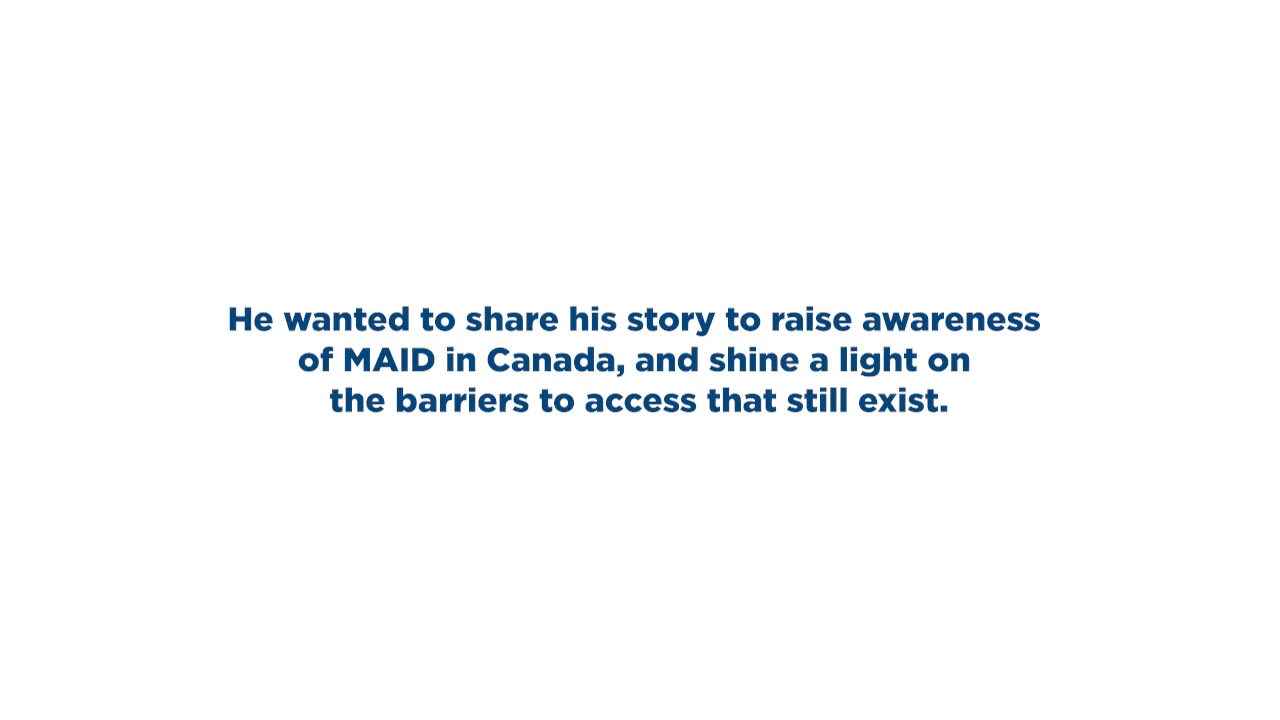 He wanted to share his story to raise awareness
of MAID in Canada, and shine a light on
the barriers to access that still exist.